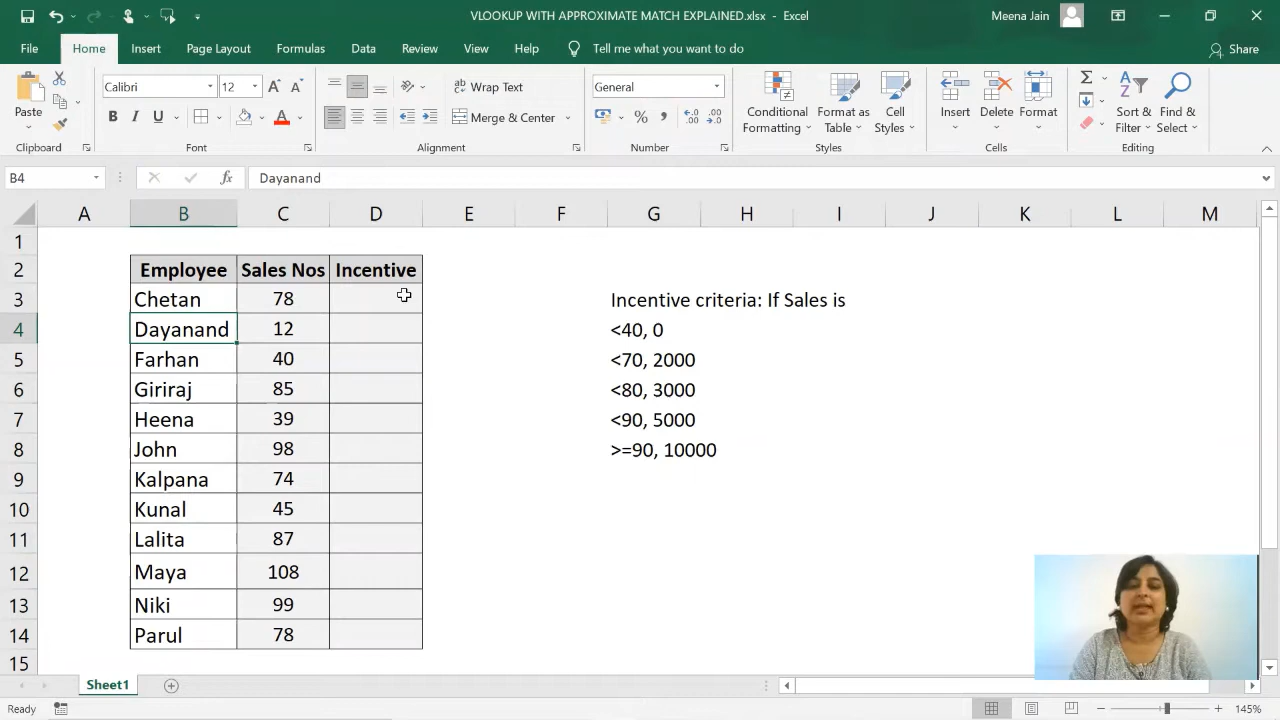 VLOOKUP WITH APPROXIMATE MATCH EXPLAINED.xlsx - Excel
Meena Jain
File Home Insert Page Layout Formulas Data Review View Help Tell me what you want to do Share
Paste
Clipboard
Calibri 12
B I U
Font
Wrap Text
Merge & Center
Alignment
General
%
Number
Conditional Formatting
Format as Table
Cell Styles
Styles
Insert Delete Format
Cells
Sort & Filter
Find & Select
Editing
B4 fx Dayanand
A B C D E F G H I J K L M
1
2 Employee Sales Nos Incentive
3 Chetan 78 Incentive criteria: If Sales is
4 Dayanand 12 <40, 0
5 Farhan 40 <70, 2000
6 Giriraj 85 <80, 3000
7 Heena 39 <90, 5000
8 John 98 >=90, 10000
9 Kalpana 74
10 Kunal 45
11 Lalita 87
12 Maya 108
13 Niki 99
14 Parul 78
15
Sheet1
Ready 145%